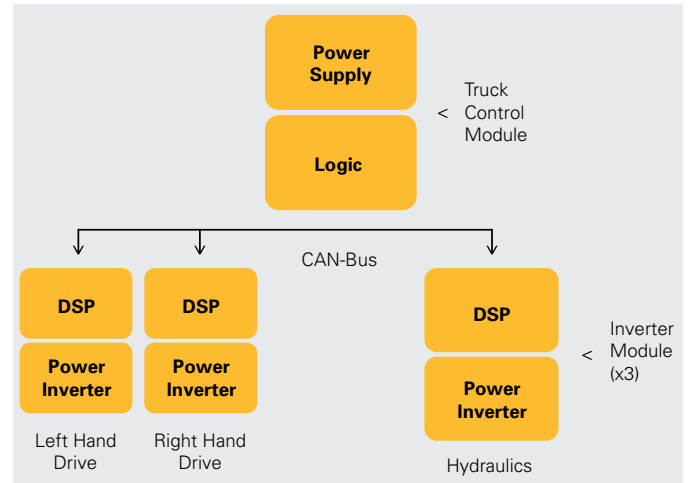 Power
Supply
Truck
< Control
Module
Logic
CAN-Bus
DSP
DSP
DSP
Power
Inverter
Power
Inverter
Power
Inverter
Inverter
< Module
(x3)
Left Hand
Drive
Right Hand
Drive
Hydraulics